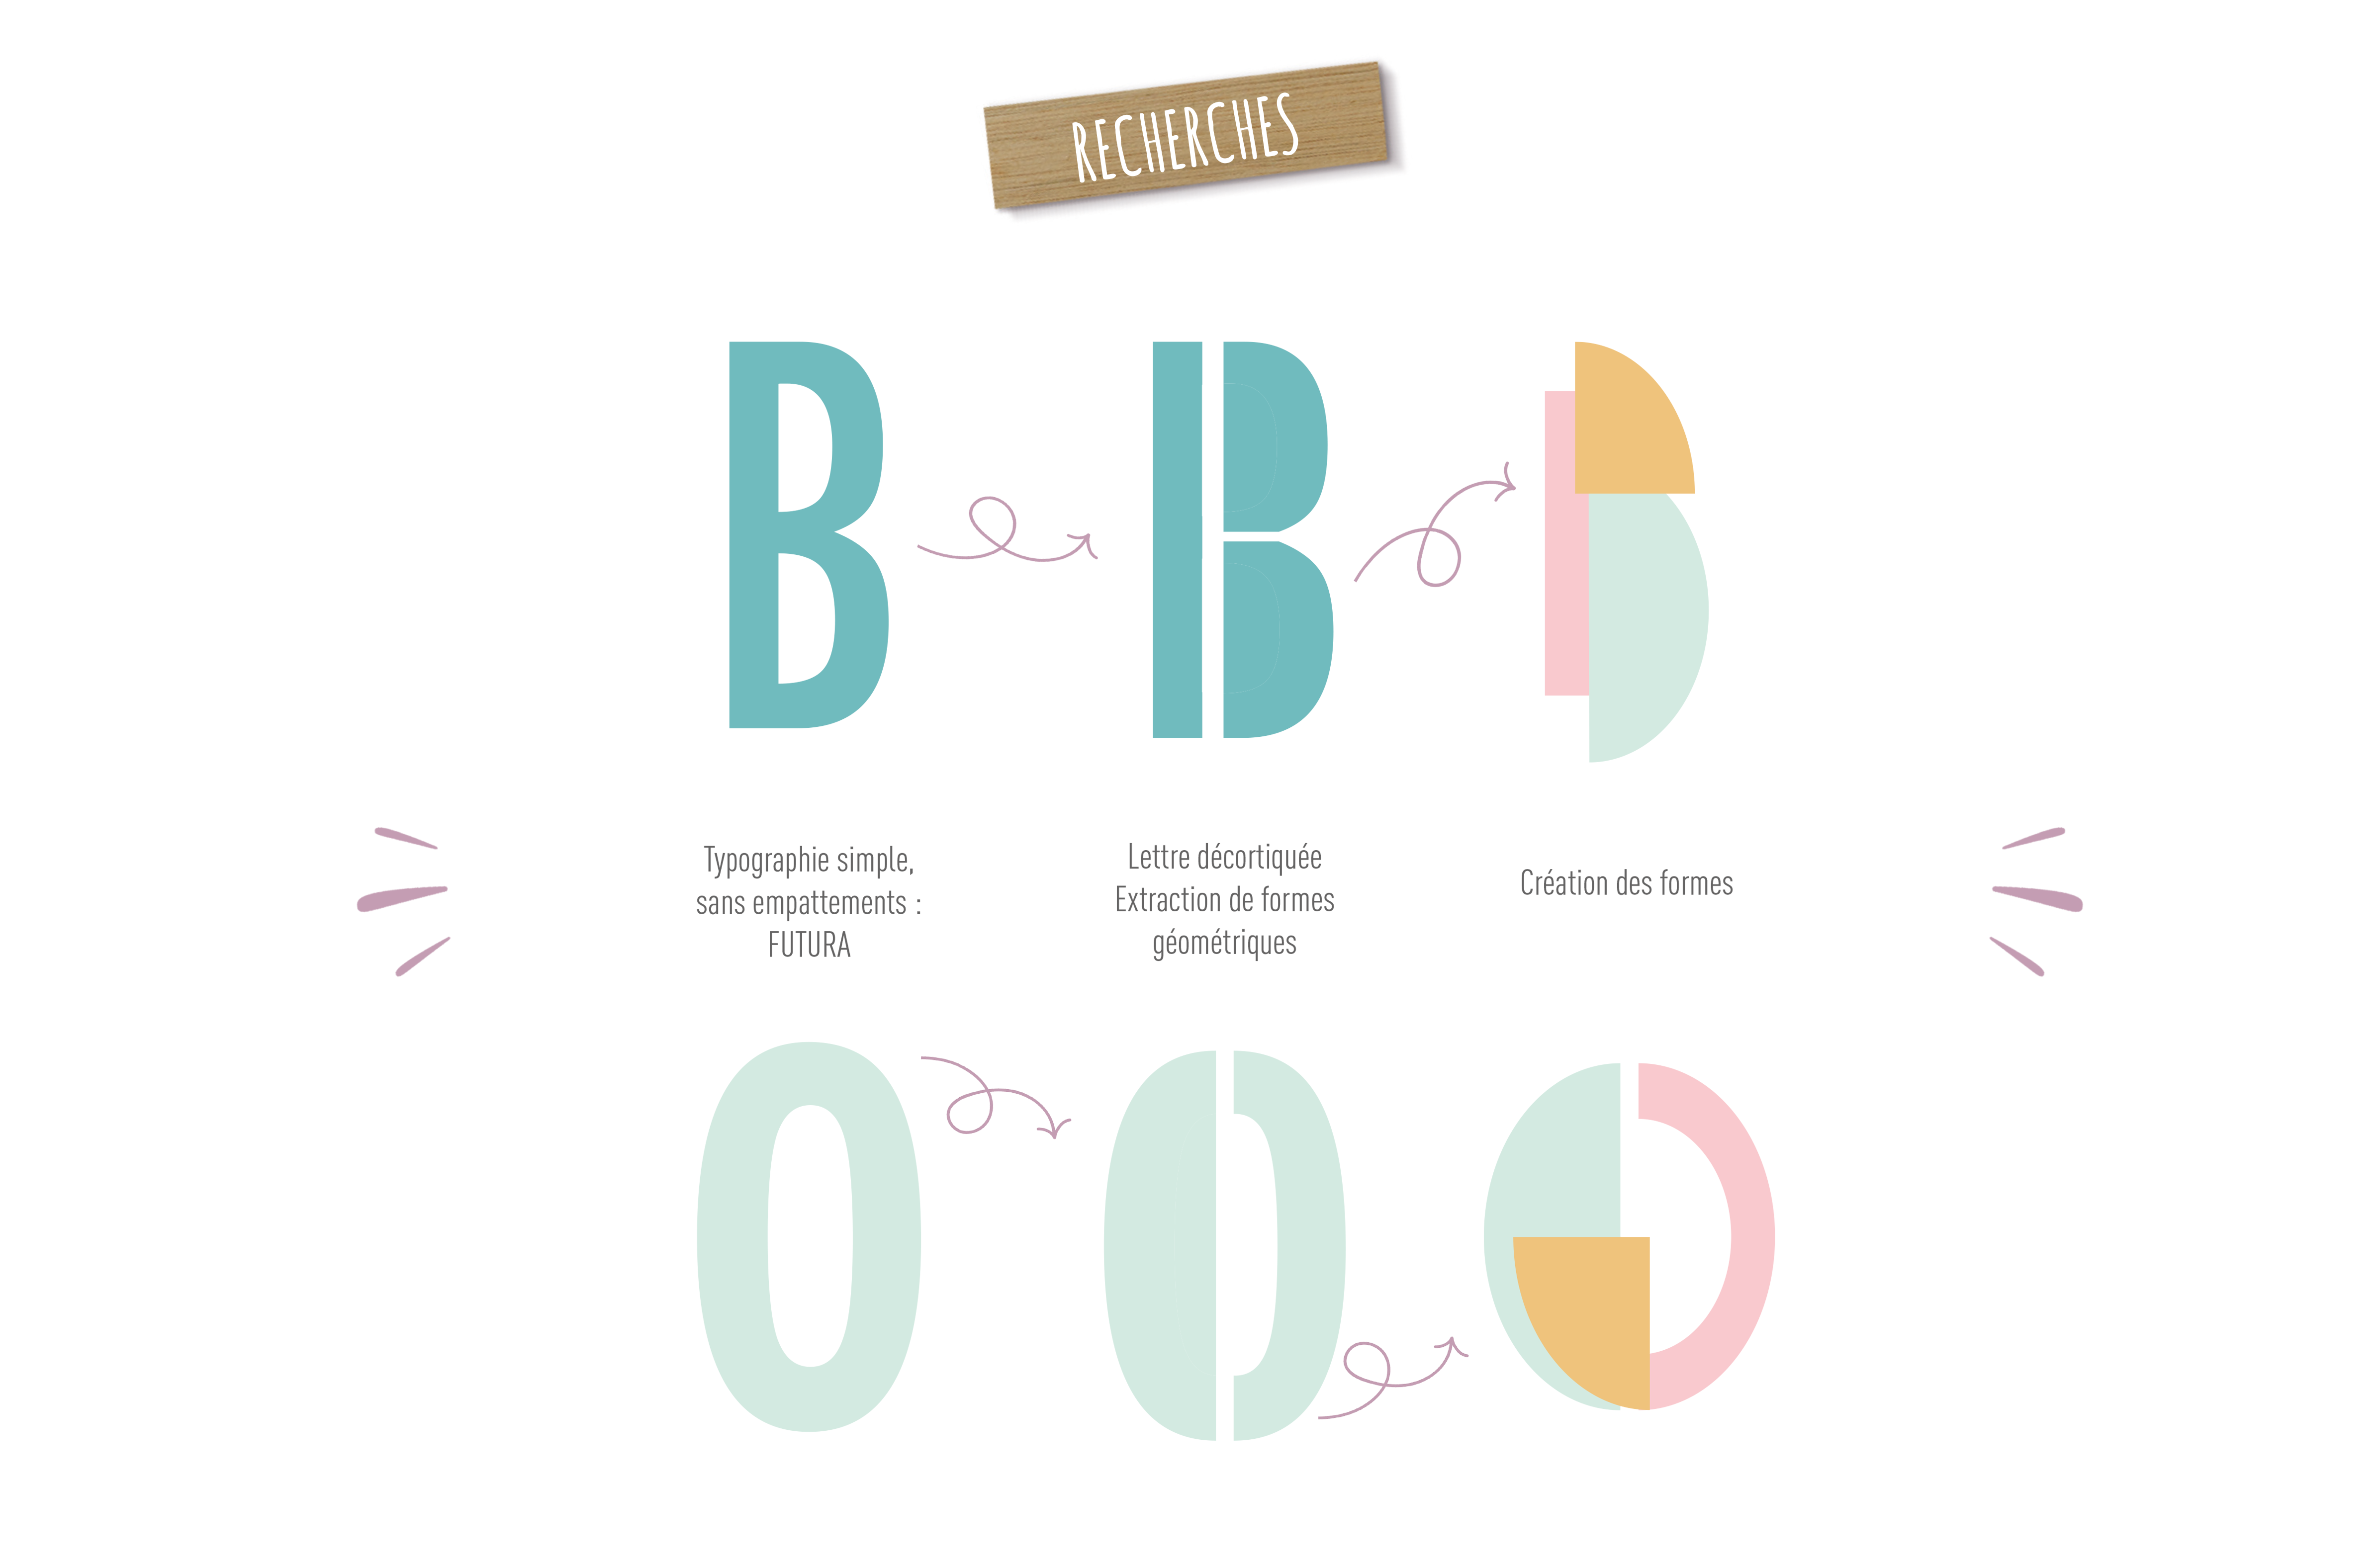 RECHERCHES
B
B
Typographie simple,
sans empattements :
FUTURA
Lettre décortiquée
Extraction de formes
géométriques
Création des formes
O
O